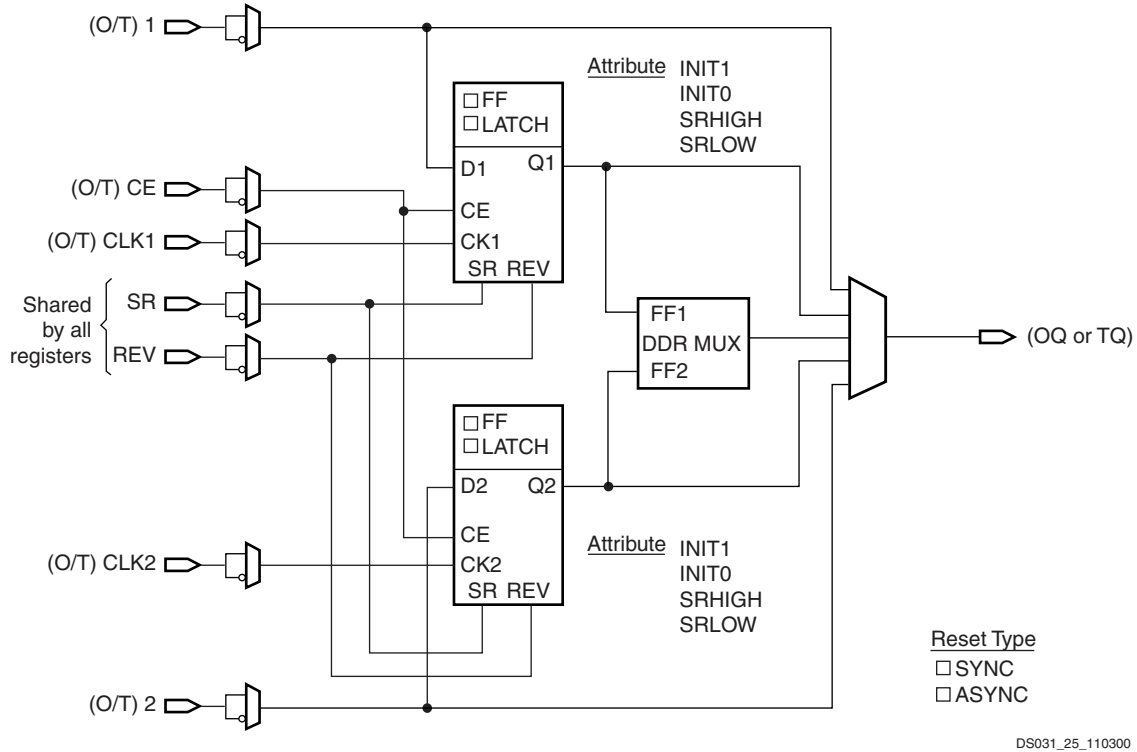 (O/T) 1
Attribute INIT1
INIT0
SRHIGH
SRLOW
FF
LATCH
D1 Q1
(O/T) CE
CE
(O/T) CLK1
CK1
SR REV
Shared
by all
registers
SR
REV
FF1
DDR MUX
FF2
(OQ or TQ)
FF
LATCH
D2 Q2
CE
(O/T) CLK2
CK2
SR REV
Attribute INIT1
INIT0
SRHIGH
SRLOW
Reset Type
SYNC
ASYNC
(O/T) 2
DS031_25_110300